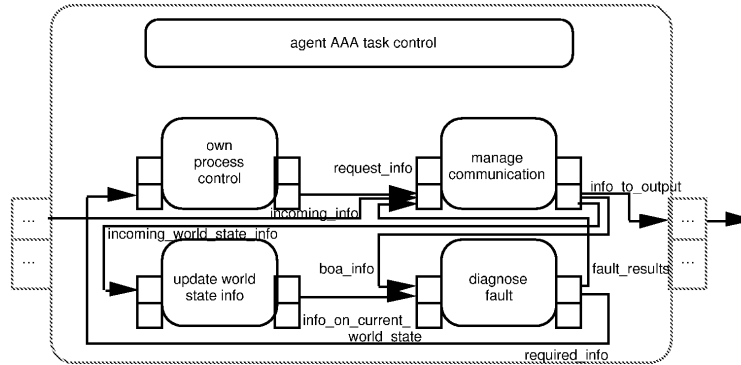 agent AAA task control
own
process
control
manage
communication
request_info
info_to_output
incoming_info
...
...
incoming_world_state_info
...
...
update world
state info
boa_info
diagnose
fault
fault_results
info_on_current_
world_state
required_info